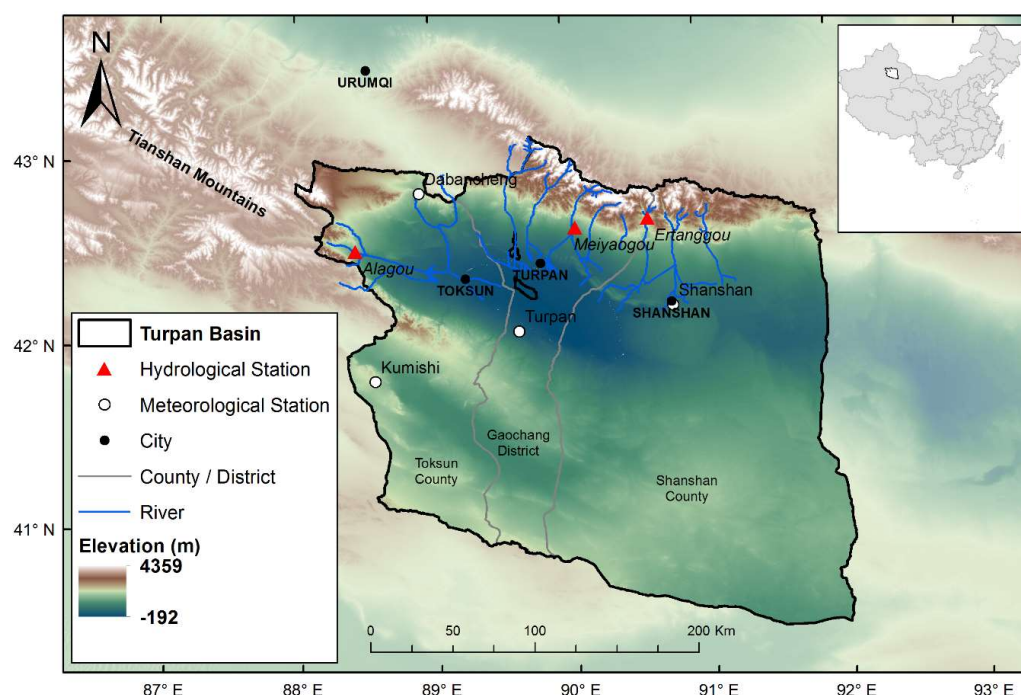 N
URUMQI
Tianshan Mountains
43° N
42° N
41° N
Dabancheng
Ertanggou
Meiyaogou
Alagou
TURPAN
TOKSUN
Shanshan
SHANSHAN
Turpan
Kumishi
Gaochang
District
Toksun
County
Shanshan
County
Turpan Basin
Hydrological Station
Meteorological Station
City
County / District
River
Elevation (m)
4359
-192
0 50 100 200 Km
87° E 88° E 89° E 90° E 91° E 92° E 93° E